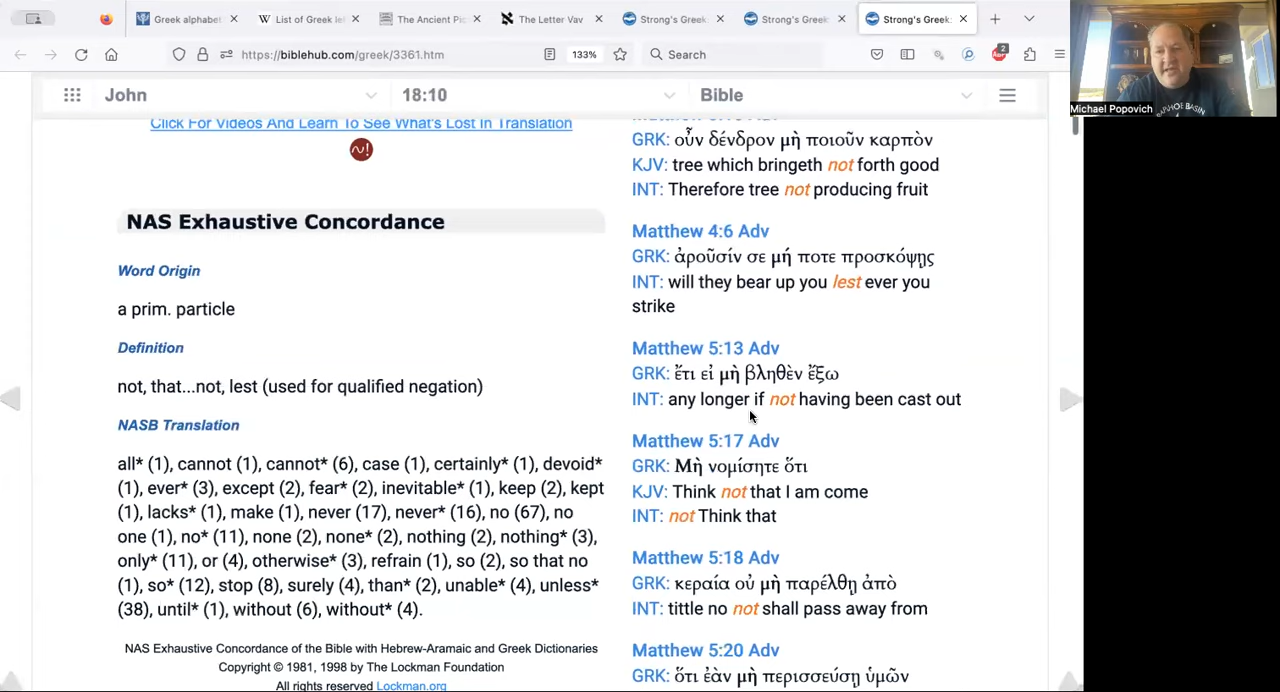 Greek alphabet
List of Greek let
The Ancient Pic
The Letter Vav
Strong's Greek:
Strong's Greek:
Strong's Greek:
https://biblehub.com/greek/3361.htm
133%
Search
2
Michael Popovich
BASIN
John
18:10
Bible
Click For Videos And Learn To See What's Lost In Translation
NAS Exhaustive Concordance
Word Origin
a prim. particle
Definition
not, that...not, lest (used for qualified negation)
NASB Translation
all* (1), cannot (1), cannot* (6), case (1), certainly* (1), devoid*
(1), ever* (3), except (2), fear* (2), inevitable* (1), keep (2), kept
(1), lacks* (1), make (1), never (17), never* (16), no (67), no
one (1), no* (11), none (2), none* (2), nothing (2), nothing* (3),
only* (11), or (4), otherwise* (3), refrain (1), so (2), so that no
(1), so* (12), stop (8), surely (4), than* (2), unable* (4), unless*
(38), until* (1), without (6), without* (4).
NAS Exhaustive Concordance of the Bible with Hebrew-Aramaic and Greek Dictionaries
Copyright © 1981, 1998 by The Lockman Foundation
All rights reserved Lockman.org
GRK: οὖν δένδρον μὴ ποιοῦν καρπὸν
KJV: tree which bringeth not forth good
INT: Therefore tree not producing fruit
Matthew 4:6 Adv
GRK: ἀροῦσίν σε μή ποτε προσκόψῃς
INT: will they bear up you lest ever you
strike
Matthew 5:13 Adv
GRK: ἔτι εἰ μὴ βληθὲν ἔξω
INT: any longer if not having been cast out
Matthew 5:17 Adv
GRK: Μὴ νομίσητε ὅτι
KJV: Think not that I am come
INT: not Think that
Matthew 5:18 Adv
GRK: κεραία οὐ μὴ παρέλθῃ ἀπὸ
INT: tittle no not shall pass away from
Matthew 5:20 Adv
GRK: ὅτι ἐὰν μὴ περισσεύσῃ ὑμῶν